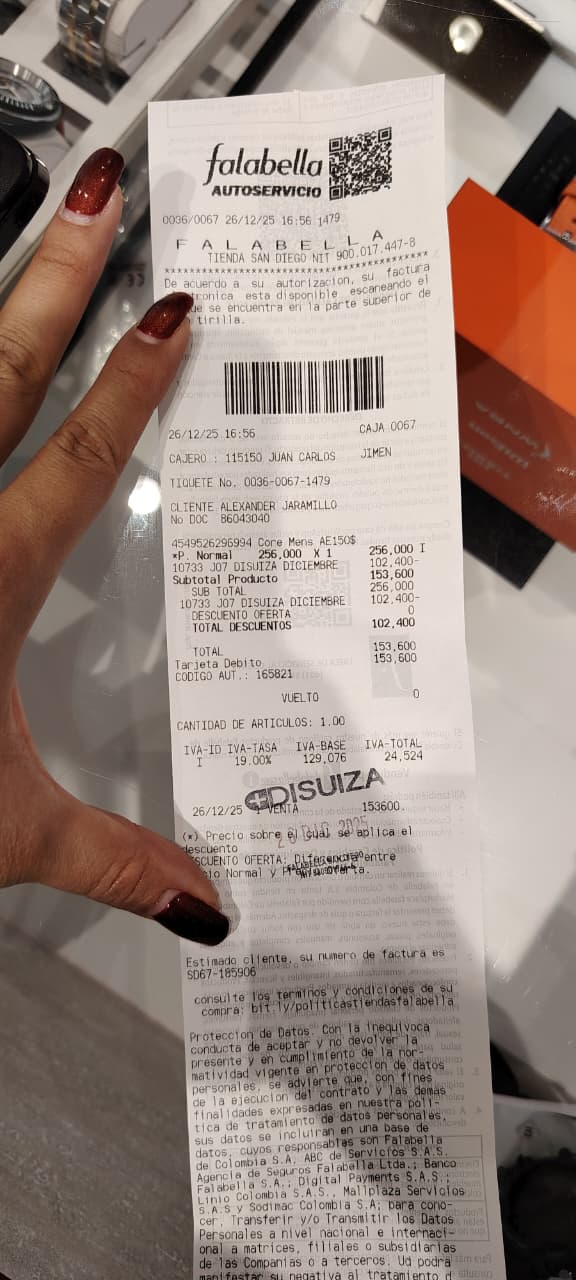 falabella
AUTOSERVICIO
0036/0067 26/12/25 16:56 1479
F A L A B E L L A
TIENDA SAN DIEGO NIT 900.017.447-8
******************************************
De acuerdo a su autorizacion, su factura
tronica esta disponible escaneando el
que se encuentra en la parte superior de
tirilla.
26/12/25 16:56 CAJA 0067
CAJERO : 115150 JUAN CARLOS JIMEN
TIQUETE No. 0036-0067-1479
CLIENTE ALEXANDER JARAMILLO
No DOC 86043040
4549526296994 Core Mens AE150$
*P. Normal 256,000 X 1 256,000 I
10733 J07 DISUIZA DICIEMBRE 102,400-
Subtotal Producto 153,600
SUB TOTAL 256,000
10733 J07 DISUIZA DICIEMBRE 102,400-
DESCUENTO OFERTA 0
TOTAL DESCUENTOS 102,400
TOTAL 153,600
Tarjeta Debito 153,600
CODIGO AUT.: 165821
VUELTO 0
CANTIDAD DE ARTICULOS: 1.00
IVA-ID IVA-TASA IVA-BASE IVA-TOTAL
I 19.00% 129,076 24,524
DISUIZA
26/12/25 VENTA 153600.
(*) Precio sobre el cual se aplica el
descuento
SCUENTO OFERTA: Diferencia entre
io Normal y Oferta.
Estimado cliente, su numero de factura es
SD67-185906
consulte los terminos y condiciones de su
compra: bit.ly/politicastiendasfalabella
Proteccion de Datos. Con la inequivoca
conducta de aceptar y no devolver la
presente y en cumplimiento de la nor-
matividad vigente en proteccion de datos
personales, se advierte que, con fines
de la ejecucion del contrato y las demas
finalidades expresadas en nuestra poli-
tica de tratamiento de datos personales,
sus datos se incluiran en una base de
datos, cuyos responsables son Falabella
de Colombia S.A, ABC de Servicios S.A.S.
Agencia de Seguros Falabella Ltda.; Banco
Falabella S.A.; Digital Payments S.A.S.;
Linio Colombia S.A.S., Mallplaza Servicios
S.A.S y Sodimac Colombia S.A; para cono-
cer, Transferir y/o Transmitir los Datos
Personales a nivel nacional e internaci-
onal a matrices, filiales o subsidiarias
de las Companias o a terceros. Ud podra
manifestar su negativa al tratamiento d